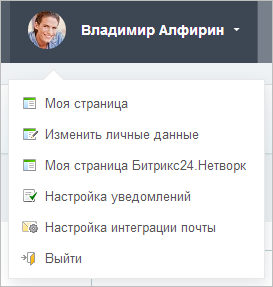 Владимир Алфирин
Моя страница
Изменить личные данные
Моя страница Битрикс24.Нетворк
Настройка уведомлений
Настройка интеграции почты
Выйти